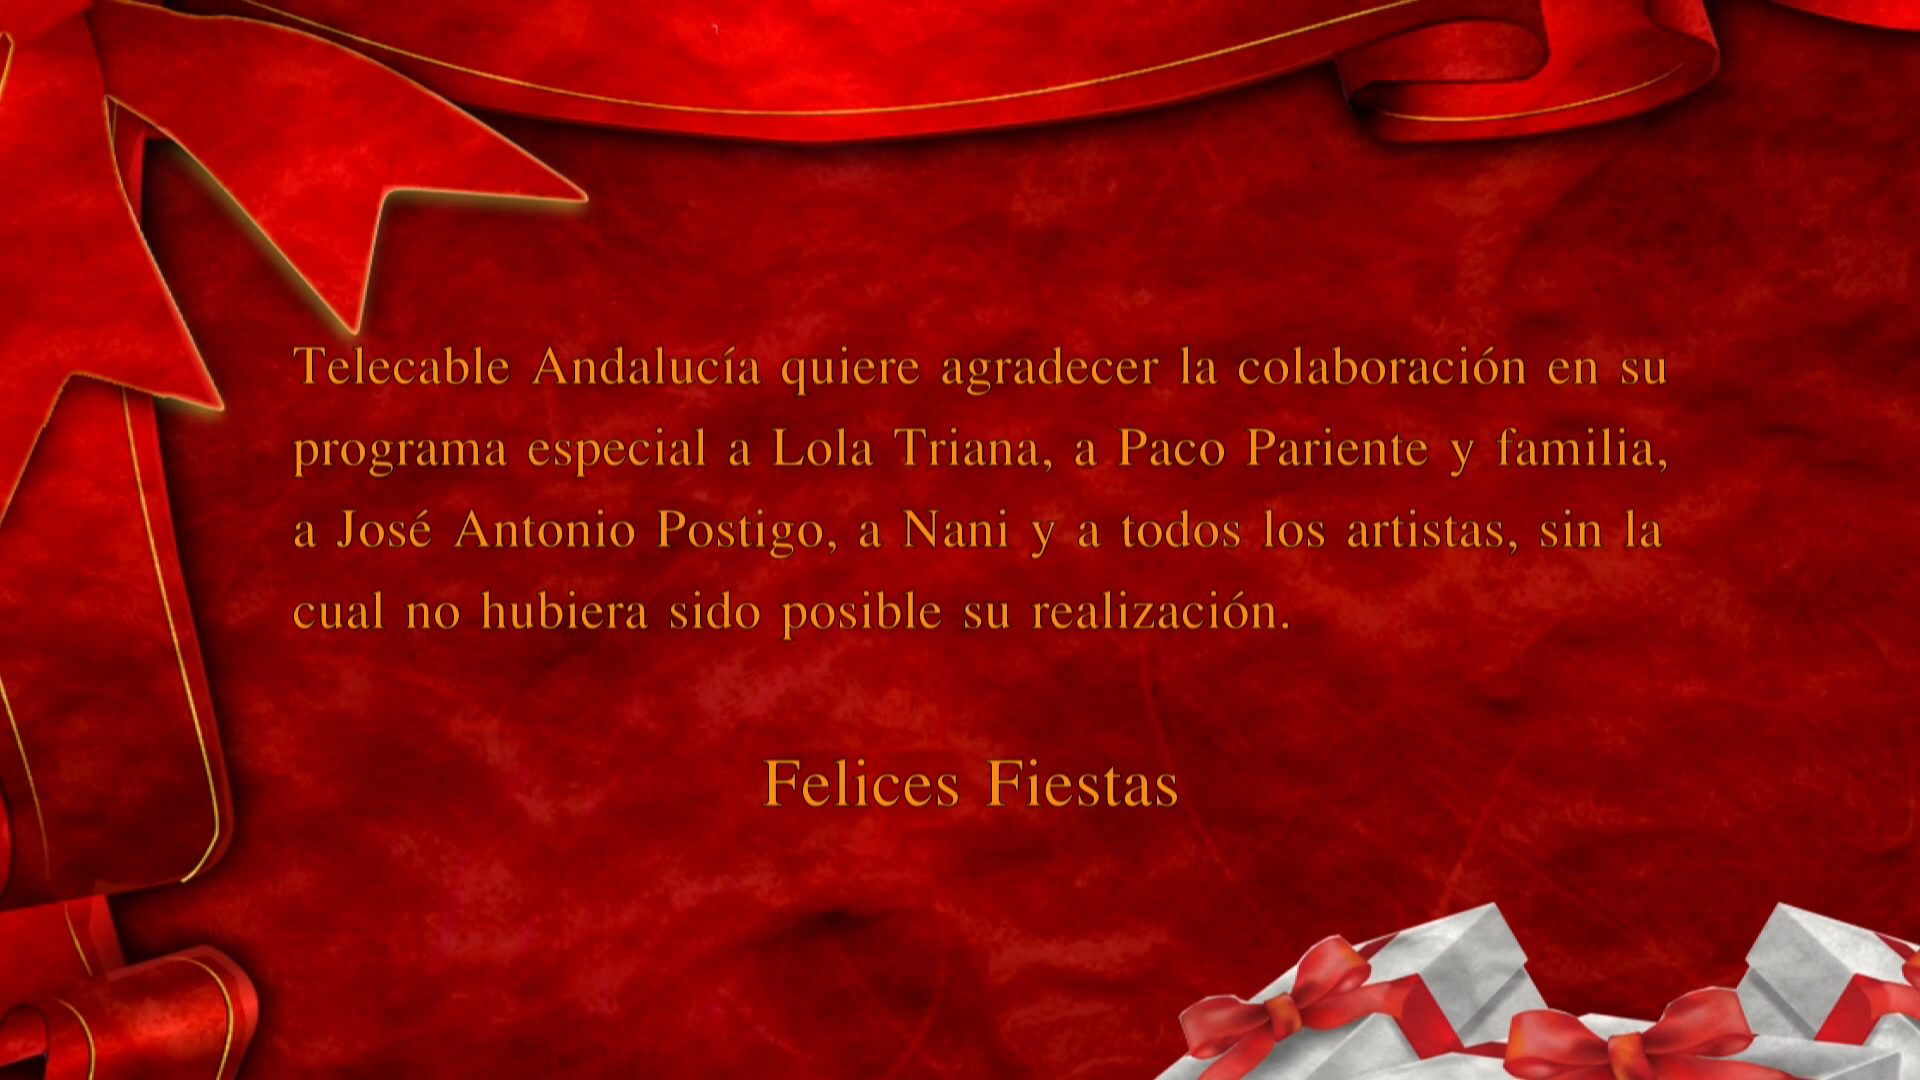 Telecable Andalucía quiere agradecer la colaboración en su
programa especial a Lola Triana, a Paco Pariente y familia,
a José Antonio Postigo, a Nani y a todos los artistas, sin la
cual no hubiera sido posible su realización.
Felices Fiestas